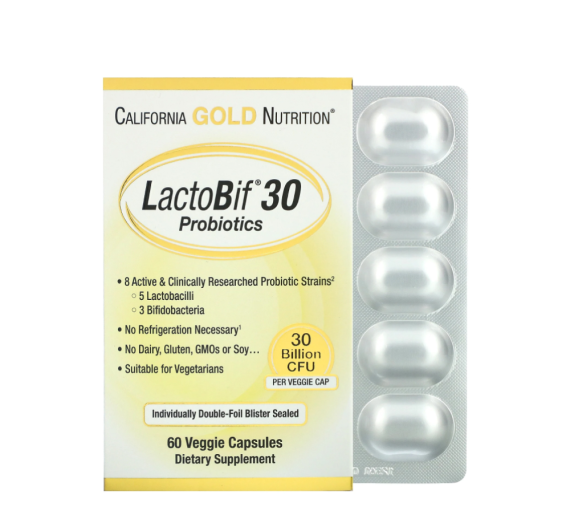 CALIFORNIA GOLD NUTRITION®
LactoBif® 30
Probiotics
• 8 Active & Clinically Researched Probiotic Strains²
○ 5 Lactobacilli
○ 3 Bifidobacteria
• No Refrigeration Necessary¹
• No Dairy, Gluten, GMOs or Soy...
• Suitable for Vegetarians
30
Billion
CFU
PER VEGGIE CAP
Individually Double-Foil Blister Sealed
60 Veggie Capsules
Dietary Supplement